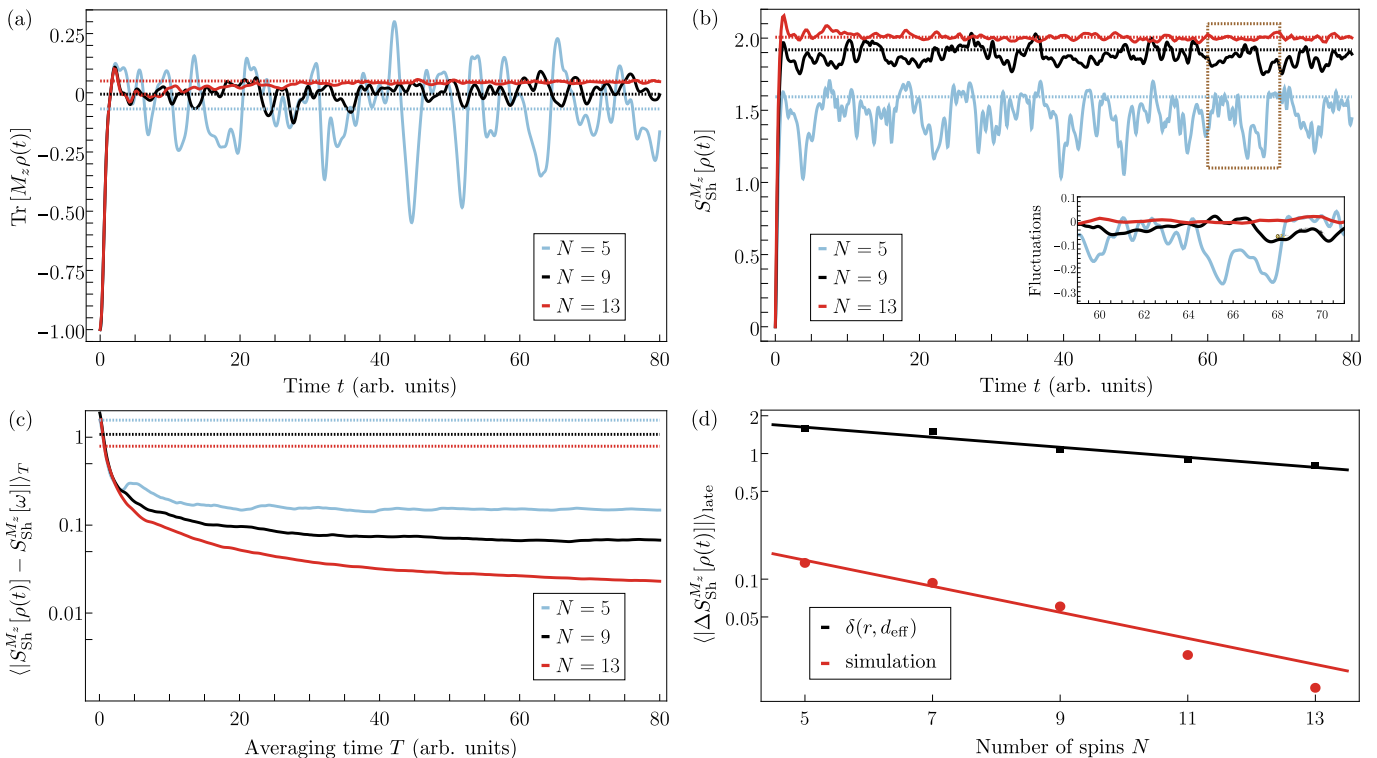 (a)
0.25
0
−0.25
−0.50
−0.75
−1.00
Tr [M_z ρ(t)]
N = 5
N = 9
N = 13
0 20 40 60 80
Time t (arb. units)
(b)
2.0
1.5
1.0
0.5
0
S_Sh^{M_z} [ρ(t)]
N = 5
N = 9
N = 13
0.1
0
−0.1
−0.2
−0.3
Fluctuations
60 62 64 66 68 70
0 20 40 60 80
Time t (arb. units)
(c)
1
0.1
0.01
⟨|S_Sh^{M_z} [ρ(t)] − S_Sh^{M_z} [ω]|⟩_T
N = 5
N = 9
N = 13
0 20 40 60 80
Averaging time T (arb. units)
(d)
2
1
0.5
0.1
0.05
⟨|ΔS_Sh^{M_z} [ρ(t)]|⟩_late
δ(r, d_eff)
simulation
5 7 9 11 13
Number of spins N